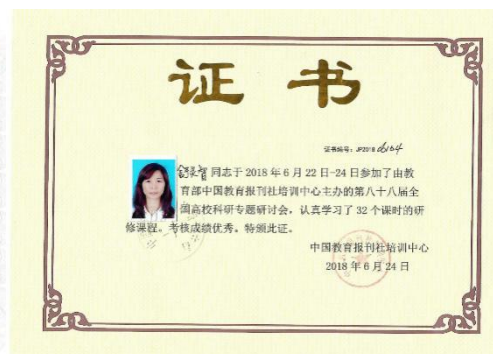 证 书
证书编号：JP2018
同志于 2018 年 6 月 22 日-24 日参加了由教
育部中国教育报刊社培训中心主办的第八十八届全
国高校科研专题研讨会，认真学习了 32 个课时的研
修课程。考核成绩优秀。特颁此证。
中国教育报刊社培训中心
2018 年 6 月 24 日